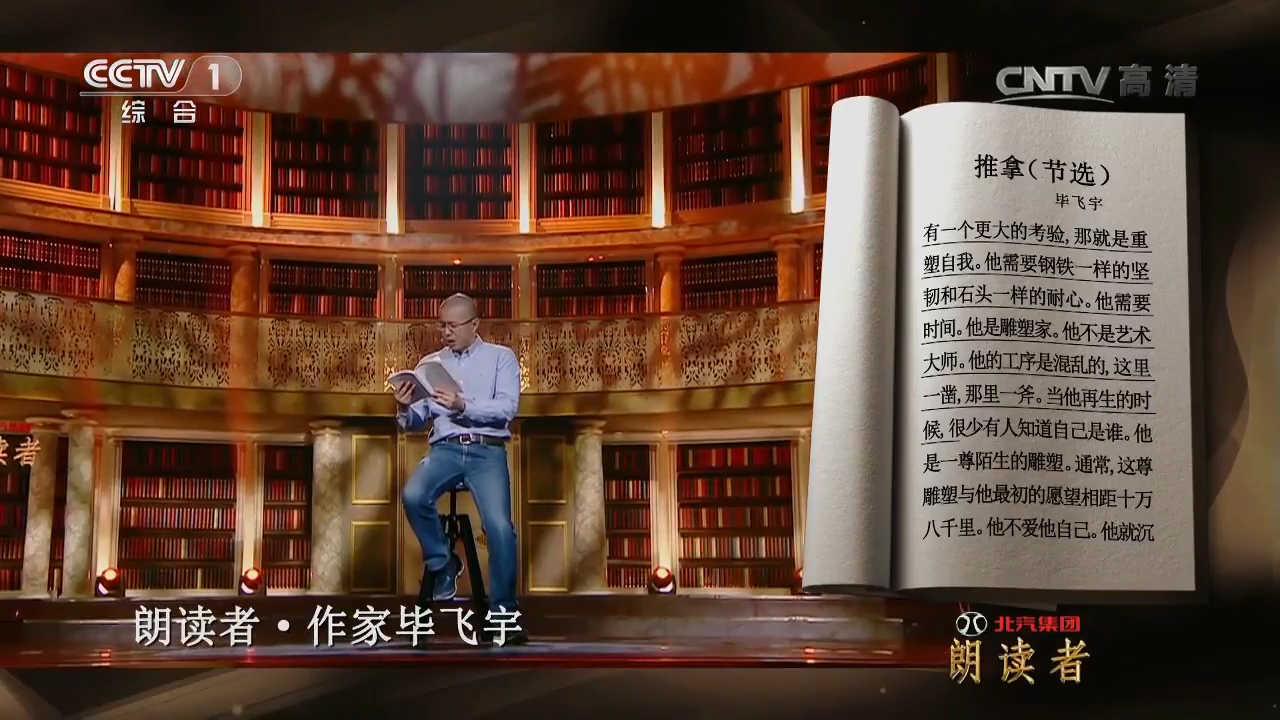 CCTV 1
综合
CNTV 高清
推拿(节选)
毕飞宇
有一个更大的考验,那就是重
塑自我。他需要钢铁一样的坚
韧和石头一样的耐心。他需要
时间。他是雕塑家。他不是艺术
大师。他的工序是混乱的,这里
一凿,那里一斧。当他再生的时
候,很少有人知道自己是谁。他
是一尊陌生的雕塑。通常,这尊
雕塑与他最初的愿望相距十万
八千里。他不爱他自己。他就沉
读者
朗读者·作家毕飞宇
北汽集团
朗读者